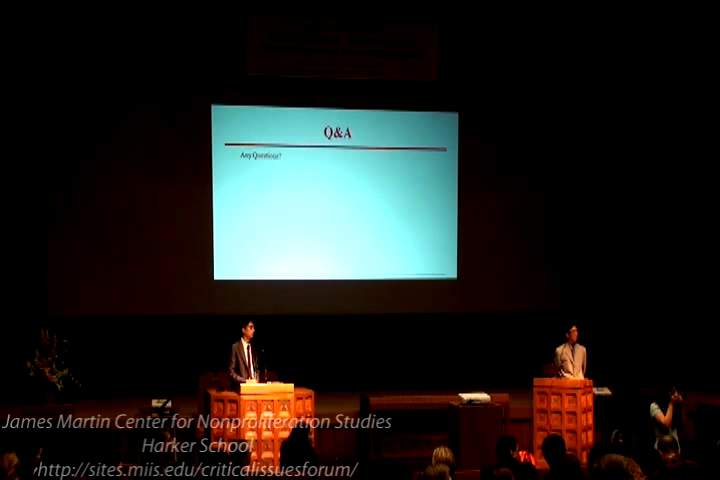 Q&A
Any Questions?
James Martin Center for Nonproliferation Studies
Harker School
http://sites.miis.edu/criticalissuesforum/